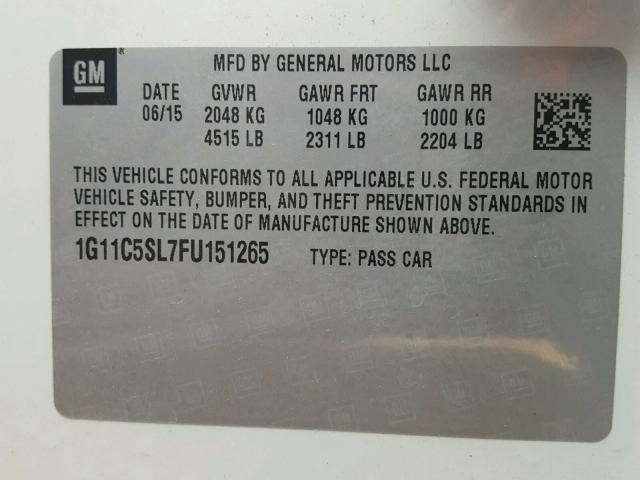 GM ®
MFD BY GENERAL MOTORS LLC
DATE GVWR GAWR FRT GAWR RR
06/15 2048 KG 1048 KG 1000 KG
4515 LB 2311 LB 2204 LB
THIS VEHICLE CONFORMS TO ALL APPLICABLE U.S. FEDERAL MOTOR
VEHICLE SAFETY, BUMPER, AND THEFT PREVENTION STANDARDS IN
EFFECT ON THE DATE OF MANUFACTURE SHOWN ABOVE.
1G11C5SL7FU151265 TYPE: PASS CAR